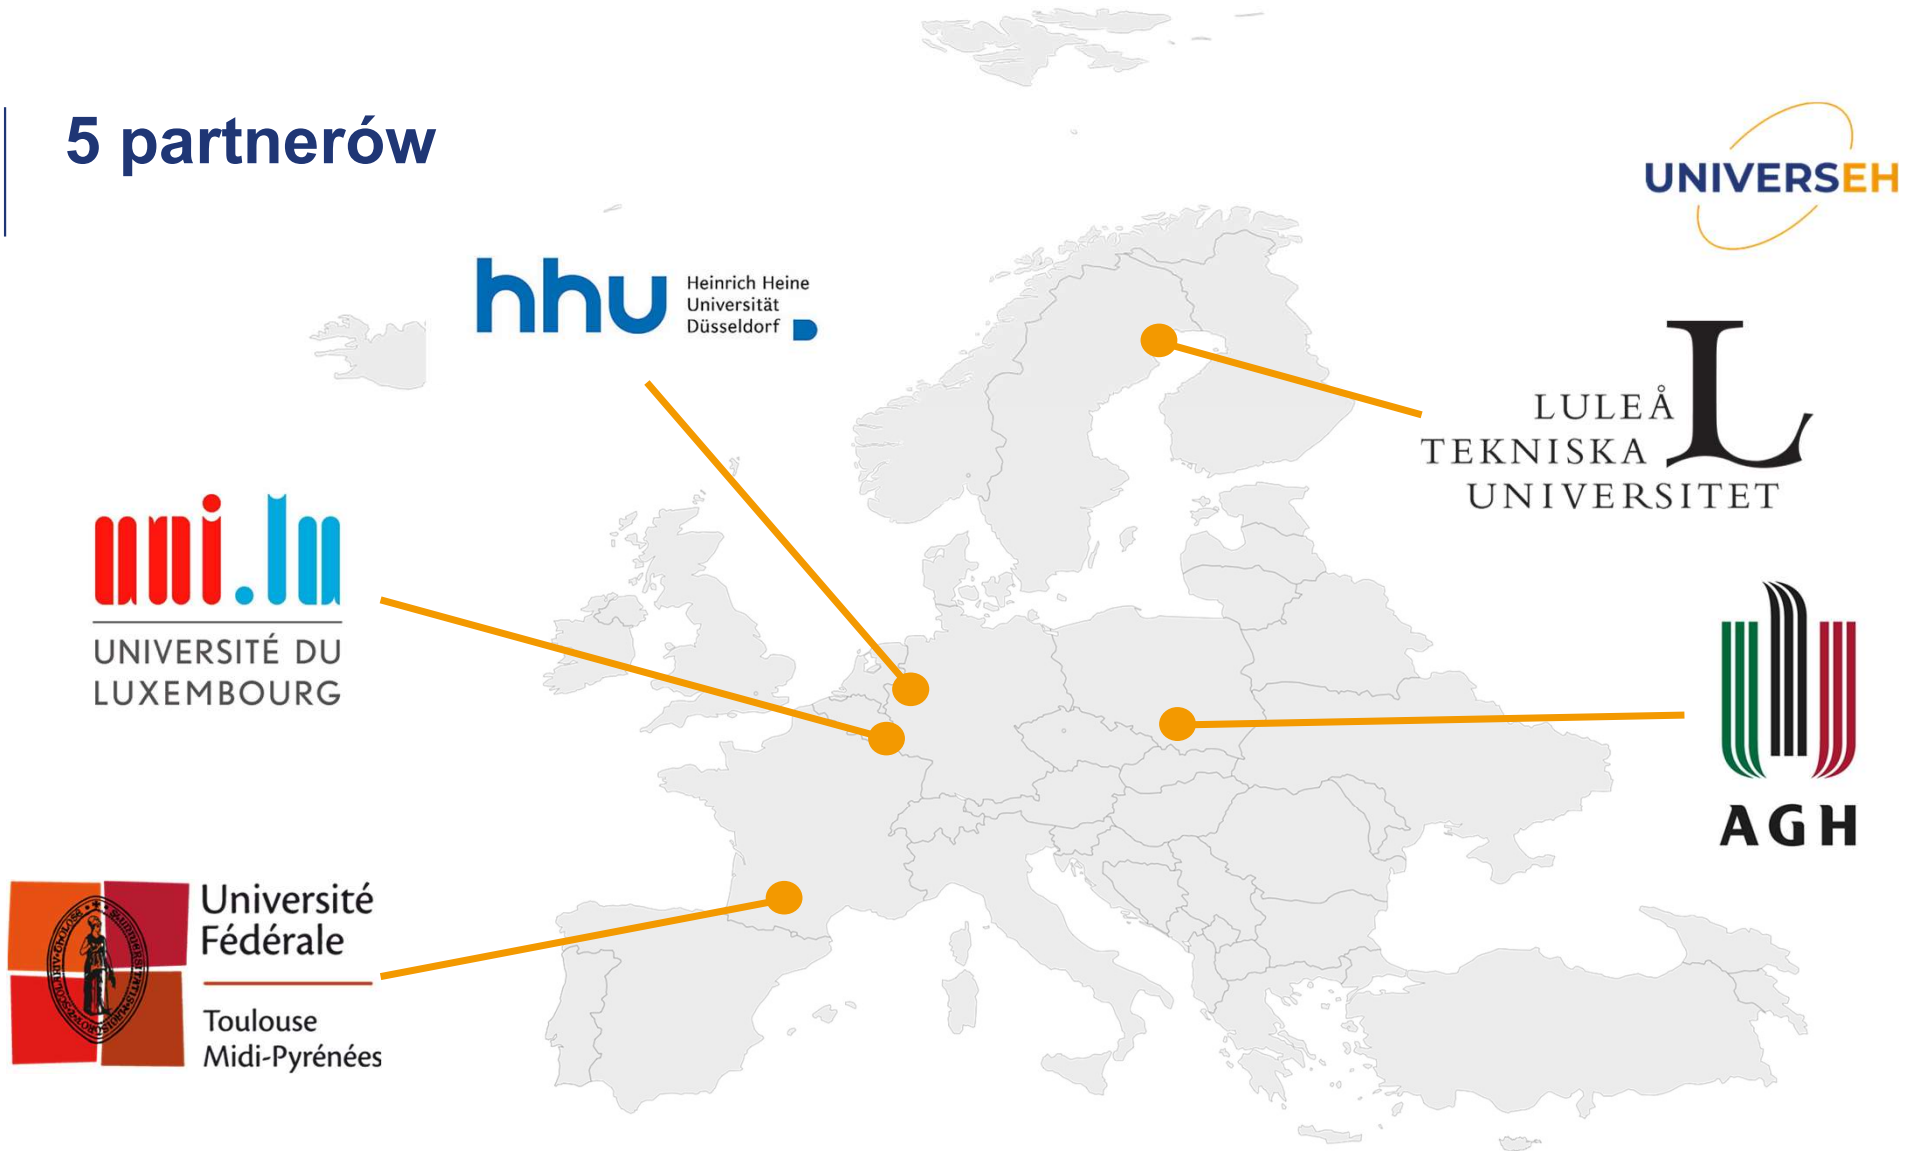 5 partnerów
UNIVERSEH
hhu
Heinrich Heine
Universität
Düsseldorf
LULEÅ
TEKNISKA
UNIVERSITET
L
uni.lu
UNIVERSITÉ DU
LUXEMBOURG
AGH
Université
Fédérale
Toulouse
Midi-Pyrénées